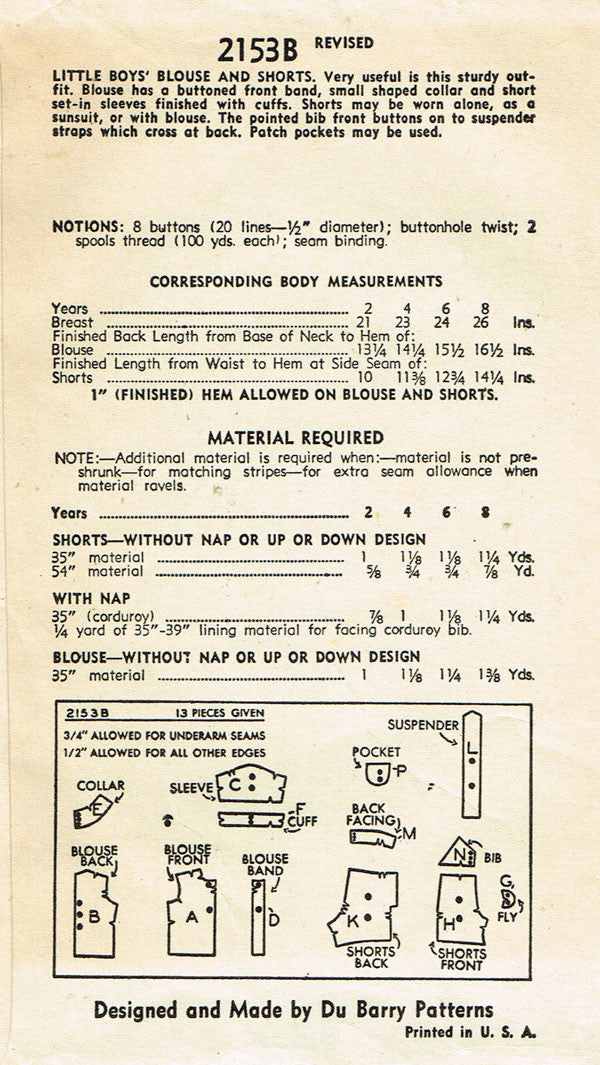 2153B REVISED
LITTLE BOYS' BLOUSE AND SHORTS. Very useful is this sturdy out-
fit. Blouse has a buttoned front band, small shaped collar and short
set-in sleeves finished with cuffs. Shorts may be worn alone, as a
sunsuit, or with blouse. The pointed bib front buttons on to suspender
straps which cross at back. Patch pockets may be used.
NOTIONS: 8 buttons (20 lines—½" diameter); buttonhole twist; 2
spools thread (100 yds. each); seam binding.
CORRESPONDING BODY MEASUREMENTS
Years 2 4 6 8
Breast 21 23 24 26 Ins.
Finished Back Length from Base of Neck to Hem of:
Blouse 13¼ 14¼ 15½ 16½ Ins.
Finished Length from Waist to Hem at Side Seam of:
Shorts 10 11⅜ 12¾ 14¼ Ins.
1" (FINISHED) HEM ALLOWED ON BLOUSE AND SHORTS.
MATERIAL REQUIRED
NOTE:—Additional material is required when:—material is not pre-
shrunk—for matching stripes—for extra seam allowance when
material ravels.
Years 2 4 6 8
SHORTS—WITHOUT NAP OR UP OR DOWN DESIGN
35" material 1 1⅛ 1⅛ 1¼ Yds.
54" material ⅝ ¾ ¾ ⅞ Yd.
WITH NAP
35" (corduroy) ⅞ 1 1⅛ 1¼ Yds.
¼ yard of 35"-39" lining material for facing corduroy bib.
BLOUSE—WITHOUT NAP OR UP OR DOWN DESIGN
35" material 1 1⅛ 1¼ 1⅜ Yds.
2153B 13 PIECES GIVEN
3/4" ALLOWED FOR UNDERARM SEAMS
1/2" ALLOWED FOR ALL OTHER EDGES
SUSPENDER
L
POCKET
P
COLLAR
E
SLEEVE
C
F
CUFF
BACK
FACING
M
N
BIB
BLOUSE
BACK
B
BLOUSE
FRONT
A
BLOUSE
BAND
D
K
SHORTS
BACK
H
SHORTS
FRONT
G
FLY
Designed and Made by Du Barry Patterns
Printed in U. S. A.